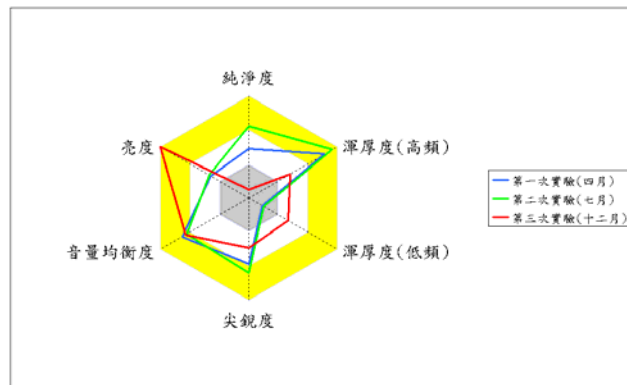 純淨度
亮度
渾厚度(高頻)
第一次實驗(四月)
第二次實驗(七月)
第三次實驗(十二月)
音量均衡度
渾厚度(低頻)
尖銳度